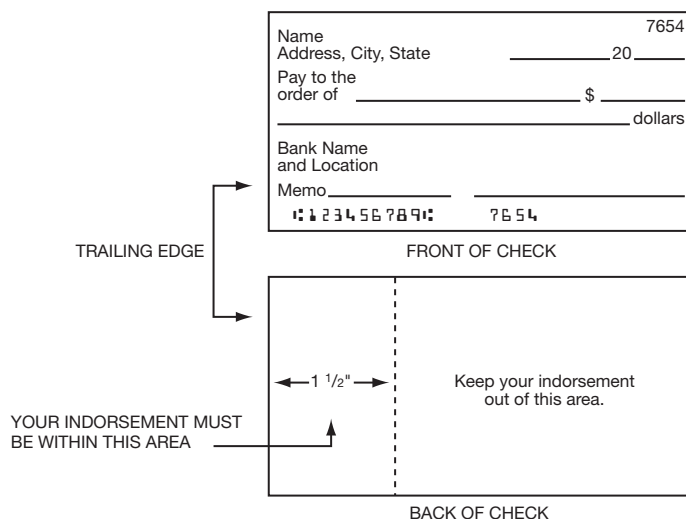 7654
Name
Address, City, State 20
Pay to the
order of $
dollars
Bank Name
and Location
Memo
⑆123456789⑆ 7654
TRAILING EDGE
FRONT OF CHECK
1 1/2"
Keep your indorsement
out of this area.
YOUR INDORSEMENT MUST
BE WITHIN THIS AREA
BACK OF CHECK